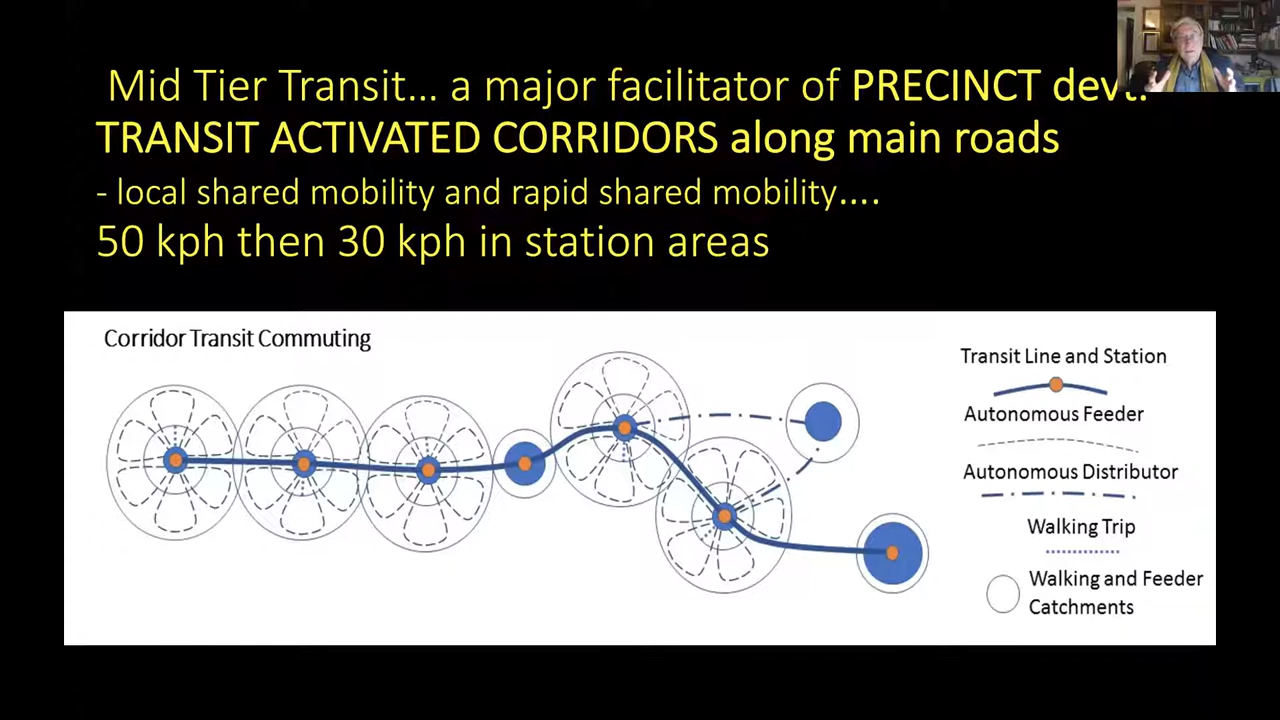 Mid Tier Transit... a major facilitator of PRECINCT devt.
TRANSIT ACTIVATED CORRIDORS along main roads
- local shared mobility and rapid shared mobility....
50 kph then 30 kph in station areas
Corridor Transit Commuting
Transit Line and Station
Autonomous Feeder
Autonomous Distributor
Walking Trip
Walking and Feeder
Catchments